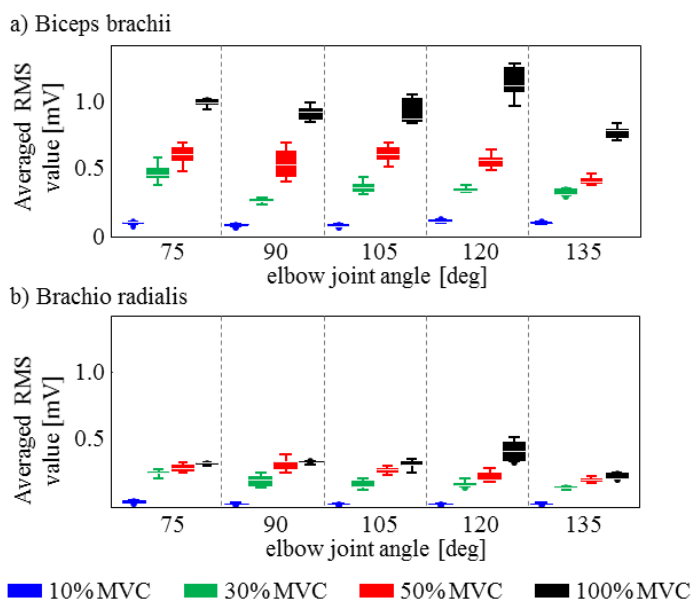 a) Biceps brachii
Averaged RMS
value [mV]
1.0
0.5
0
75 90 105 120 135
elbow joint angle [deg]
b) Brachio radialis
Averaged RMS
value [mV]
1.0
0.5
75 90 105 120 135
elbow joint angle [deg]
10%MVC 30%MVC 50%MVC 100%MVC